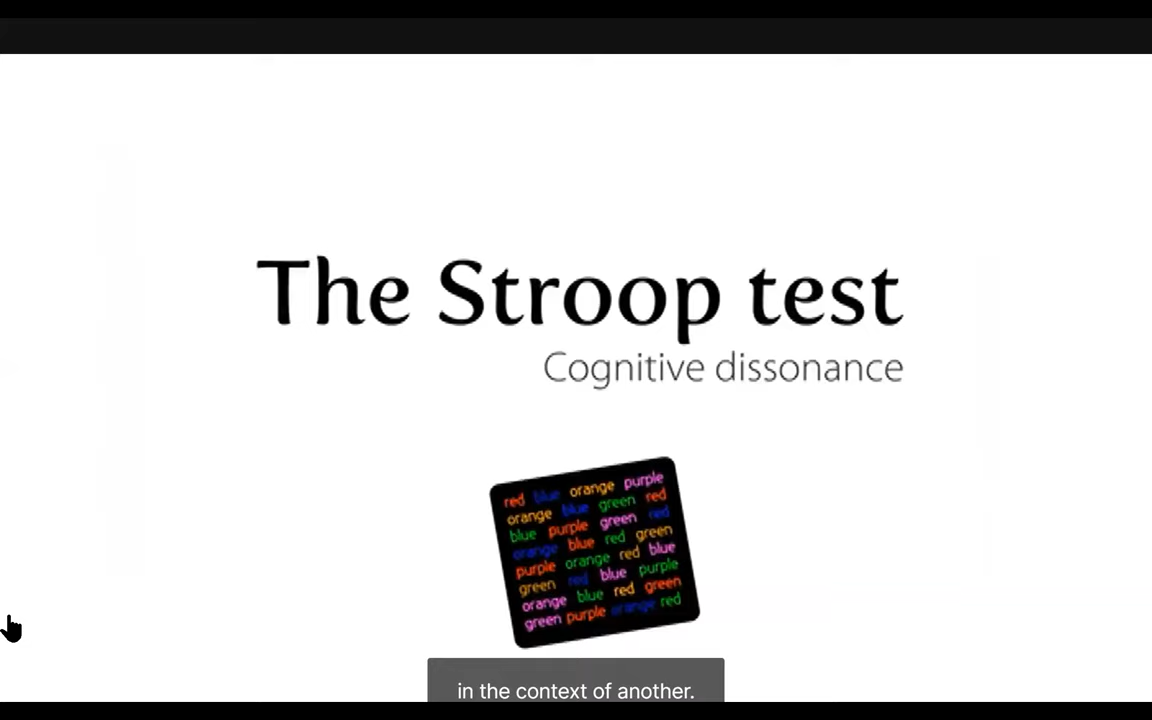 The Stroop test
Cognitive dissonance
red blue orange purple
orange blue green red
blue purple green red
orange blue red green
purple orange red blue
green red blue purple
orange blue red green
green purple orange red
in the context of another.